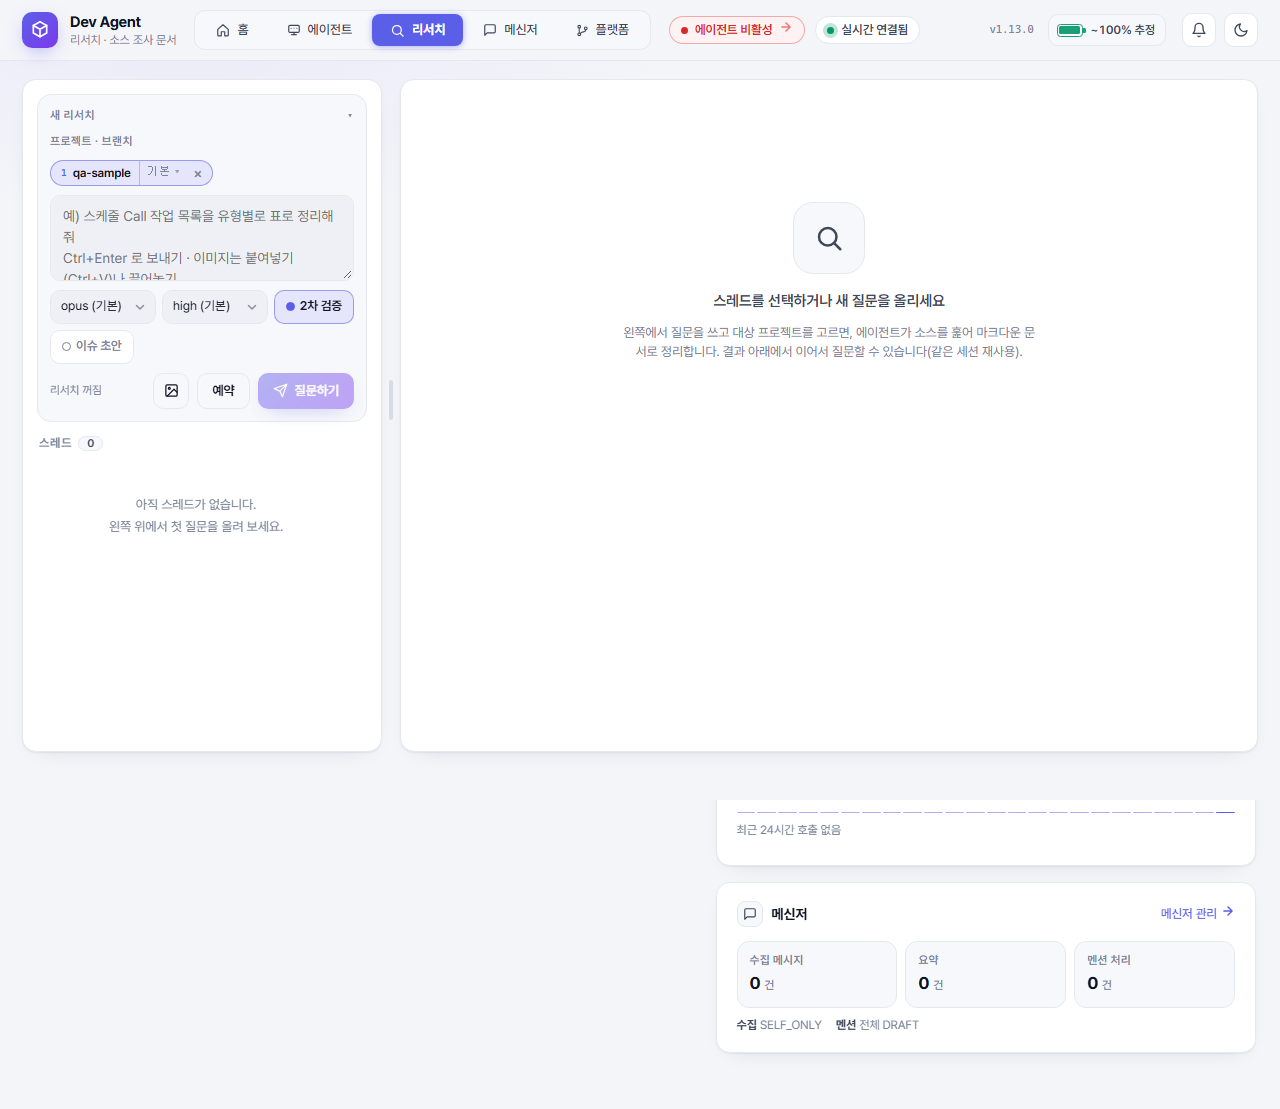 Dev Agent
리서치 · 소스 조사 문서
홈
에이전트
리서치
메신저
플랫폼
에이전트 비활성
실시간 연결됨
v1.13.0
~100% 추정
새 리서치
프로젝트 · 브랜치
1 qa-sample 기본
예) 스케줄 Call 작업 목록을 유형별로 표로 정리해
줘
Ctrl+Enter 로 보내기 · 이미지는 붙여넣기
(Ctrl+V)나 끌어놓기
opus (기본)
high (기본)
2차 검증
이슈 초안
리서치 꺼짐
예약
질문하기
스레드 0
아직 스레드가 없습니다.
왼쪽 위에서 첫 질문을 올려 보세요.
스레드를 선택하거나 새 질문을 올리세요
왼쪽에서 질문을 쓰고 대상 프로젝트를 고르면, 에이전트가 소스를 훑어 마크다운 문
서로 정리합니다. 결과 아래에서 이어서 질문할 수 있습니다(같은 세션 재사용).
최근 24시간 호출 없음
메신저
메신저 관리
수집 메시지
0 건
요약
0 건
멘션 처리
0 건
수집 SELF_ONLY 멘션 전체 DRAFT